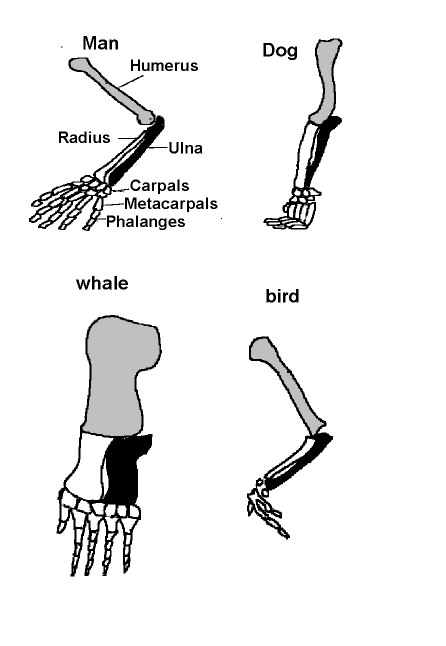 Man
Dog
Humerus
Radius
Ulna
Carpals
Metacarpals
Phalanges
whale
bird